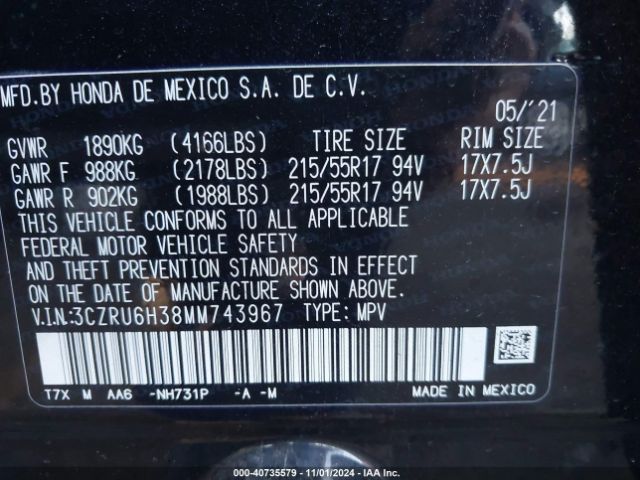 MFD.BY HONDA DE MEXICO S.A. DE C.V.
05/'21
GVWR 1890KG (4166LBS) TIRE SIZE RIM SIZE
GAWR F 988KG (2178LBS) 215/55R17 94V 17X7.5J
GAWR R 902KG (1988LBS) 215/55R17 94V 17X7.5J
THIS VEHICLE CONFORMS TO ALL APPLICABLE
FEDERAL MOTOR VEHICLE SAFETY
AND THEFT PREVENTION STANDARDS IN EFFECT
ON THE DATE OF MANUFACTURE SHOWN ABOVE.
V.I.N:3CZRU6H38MM743967 TYPE: MPV
T7X M AA6 -NH731P -A -M MADE IN MEXICO
000-40735579 - 11/01/2024 - IAA Inc.